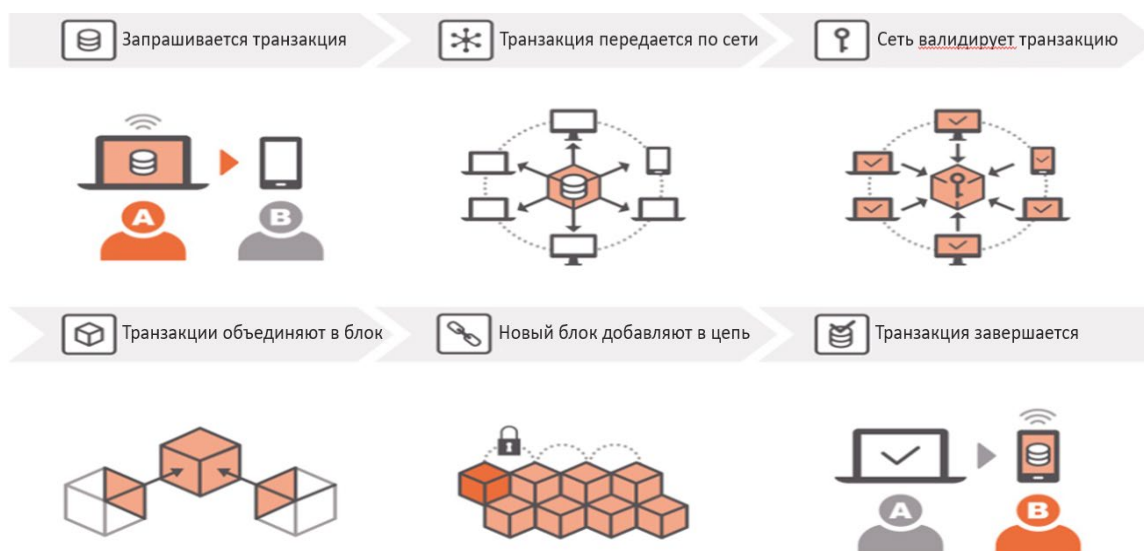 Запрашивается транзакция
Транзакция передается по сети
Сеть валидирует транзакцию
A
B
Транзакции объединяют в блок
Новый блок добавляют в цепь
Транзакция завершается
A
B